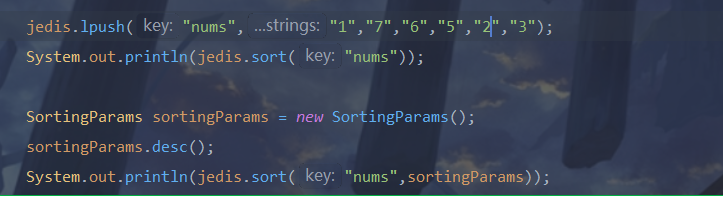 jedis.lpush( key: "nums", ...strings: "1","7","6","5","2","3");
System.out.println(jedis.sort( key: "nums"));
SortingParams sortingParams = new SortingParams();
sortingParams.desc();
System.out.println(jedis.sort( key: "nums",sortingParams));